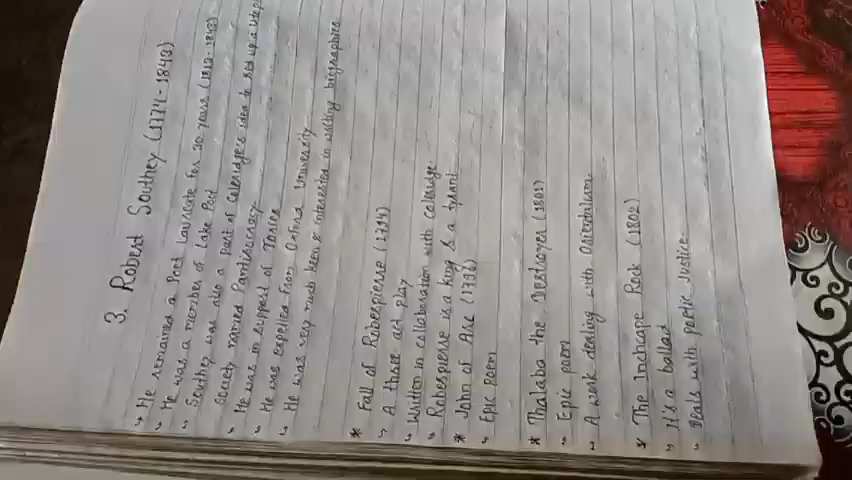 3. Robert Southey (1774-1843)
↳ He remained a Poet Laureate for 30 years (1813-1843)
↳ He was a member of Lake Poet
↳ Southey was also a part of Coleridge's idea to set up a Utop
society named Pantisocracy.
↳ He was in support of Tories
↳ He was expelled from Oxford University
↳ He was very much keen & interested in writing biographies
* Fall of Robespierre (1794)
↳ A three act play
↳ Written in collaboration with coleridge.
↳ Robespierre is a king & a tyrant
* John of Arc (1796)
↳ Epic poem
* Thalaba the Destroyer (1801)
↳ Epic poem
↳ A work dealing with Orientalism
* The Inchcape Rock (1802)
↳ It's a ballad
↳ Deals with poetic justice.